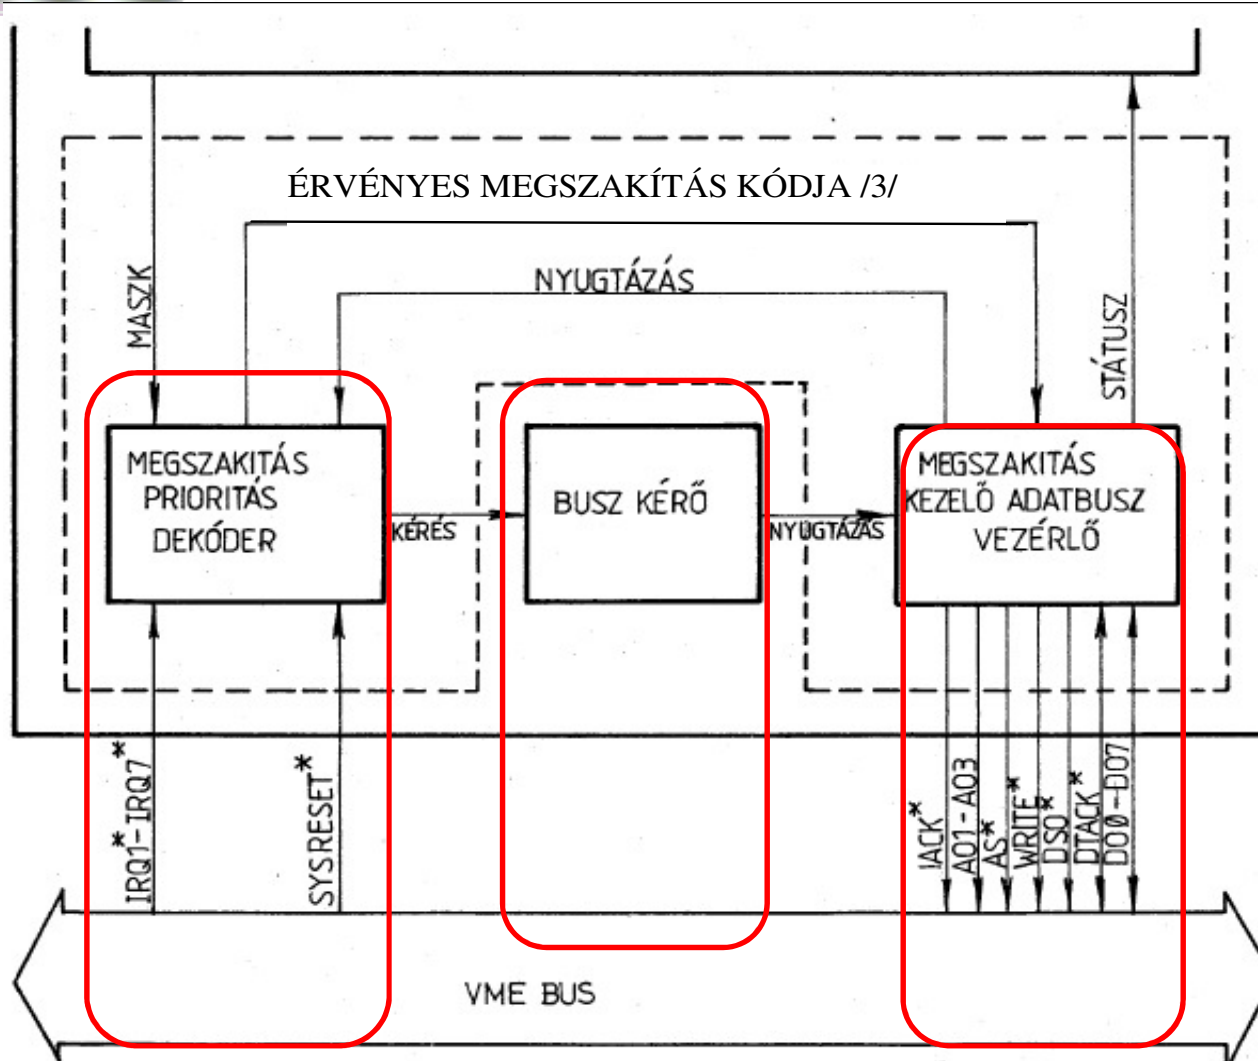 ÉRVÉNYES MEGSZAKÍTÁS KÓDJA /3/
MASZK
NYUGTÁZÁS
STÁTUSZ
MEGSZAKITÁS
PRIORITÁS
DEKÓDER
KÉRÉS
BUSZ KÉRŐ
NYUGTÁZÁS
MEGSZAKITÁS
KEZELŐ ADATBUSZ
VEZÉRLŐ
IRQ1*-IRQ7*
SYSRESET*
IACK*
A01-A03
AS*
WRITE*
DS0*
DTACK*
D00-D07
VME BUS